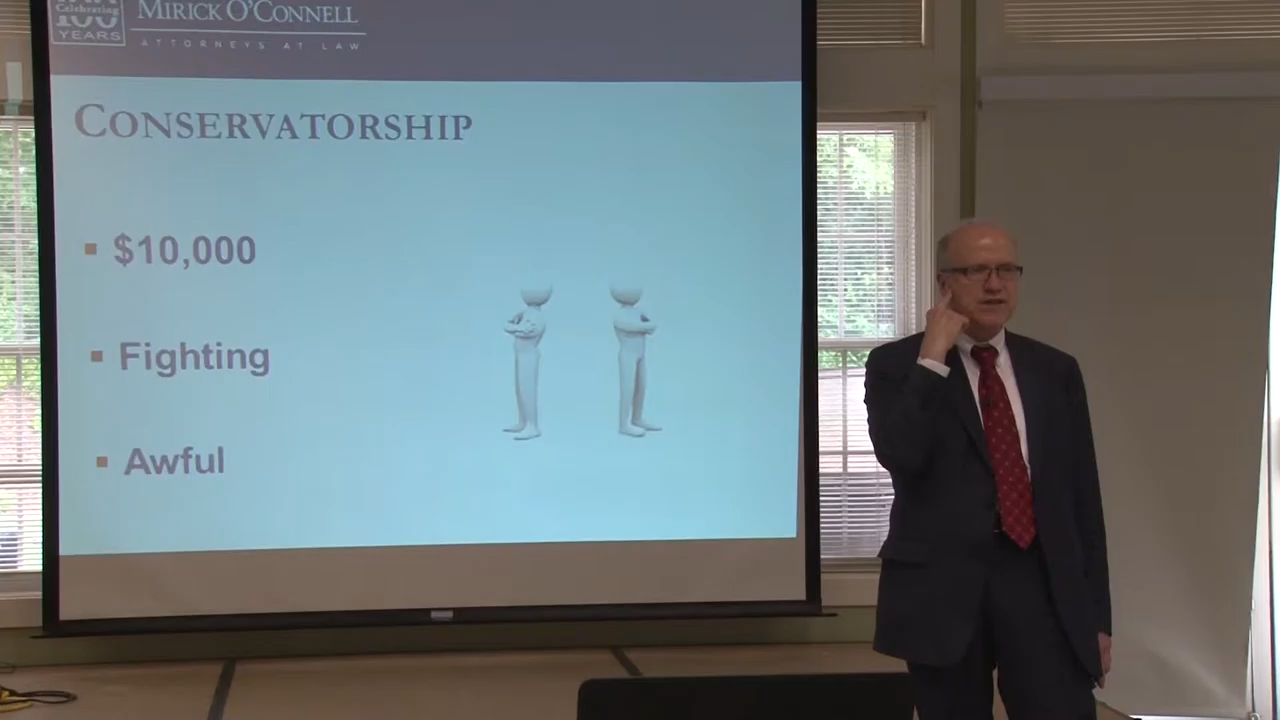 Celebrating
100
YEARS
MIRICK O'CONNELL
ATTORNEYS AT LAW
CONSERVATORSHIP
$10,000
Fighting
Awful